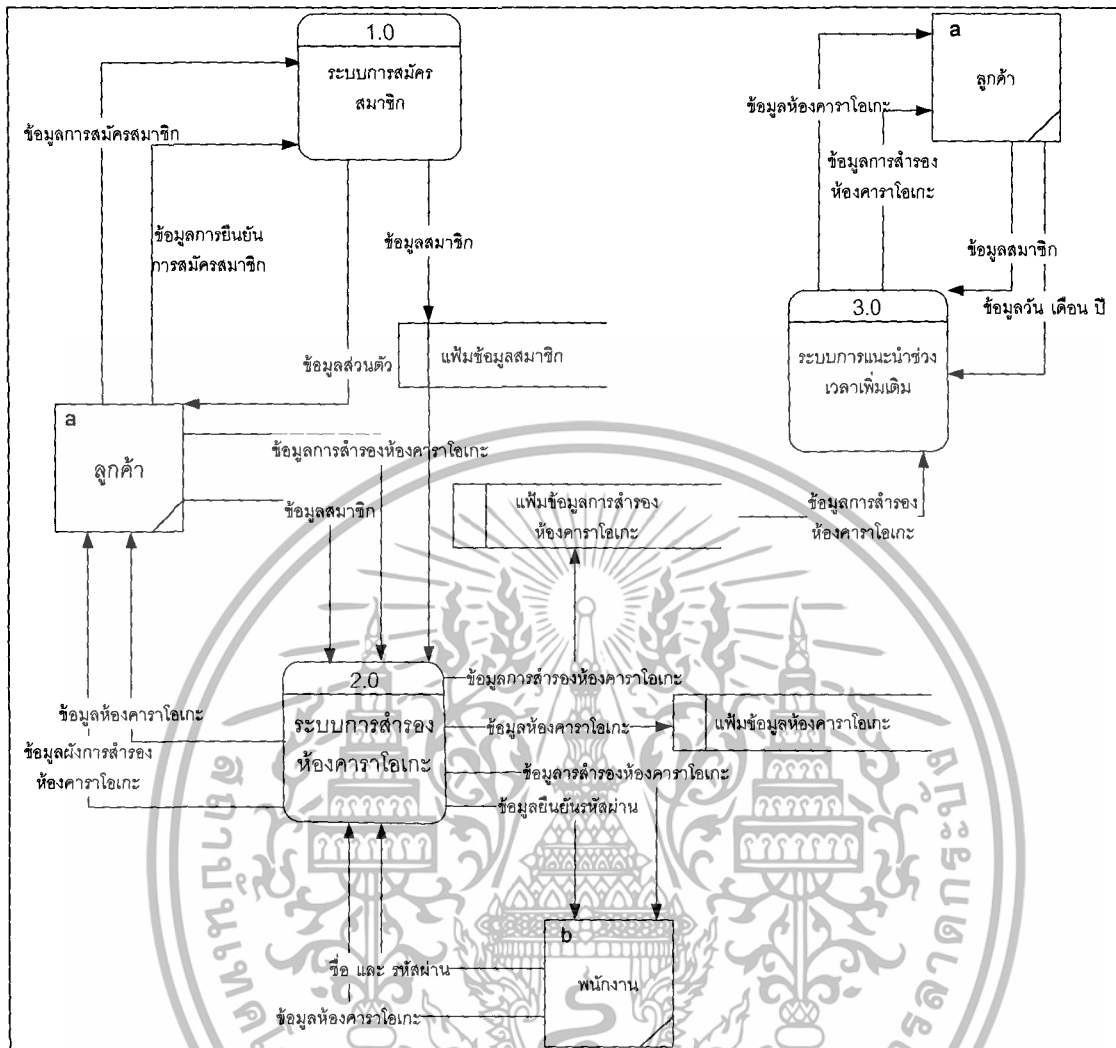 1.0
ระบบการสมัคร
สมาชิก
a
ลูกค้า
ข้อมูลห้องคาราโอเกะ
ข้อมูลการสมัครสมาชิก
ข้อมูลการสำรอง
ห้องคาราโอเกะ
ข้อมูลการยืนยัน
การสมัครสมาชิก
ข้อมูลสมาชิก
ข้อมูลสมาชิก
ข้อมูลวัน เดือน ปี
3.0
ระบบการแนะนำช่วง
เวลาเพิ่มเติม
ข้อมูลส่วนตัว
แฟ้มข้อมูลสมาชิก
a
ลูกค้า
ข้อมูลการสำรองห้องคาราโอเกะ
ข้อมูลสมาชิก
แฟ้มข้อมูลการสำรอง
ห้องคาราโอเกะ
ข้อมูลการสำรอง
ห้องคาราโอเกะ
2.0
ระบบการสำรอง
ห้องคาราโอเกะ
ข้อมูลการสำรองห้องคาราโอเกะ
ข้อมูลห้องคาราโอเกะ
แฟ้มข้อมูลห้องคาราโอเกะ
ข้อมูลห้องคาราโอเกะ
ข้อมูลผังการสำรอง
ห้องคาราโอเกะ
ข้อมูลารสำรองห้องคาราโอเกะ
ข้อมูลยืนยันรหัสผ่าน
b
พนักงาน
ชื่อ และ รหัสผ่าน
ข้อมูลห้องคาราโอเกะ